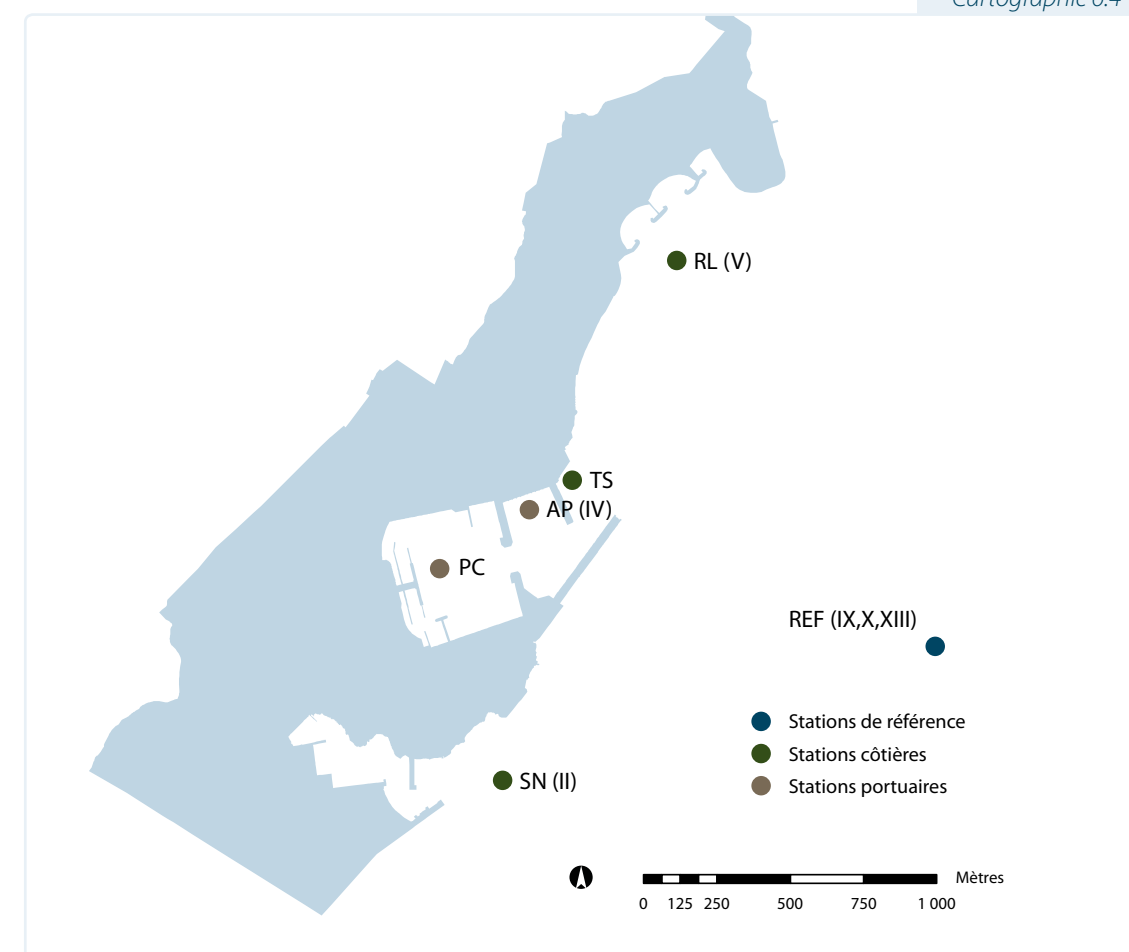 Cartographie 6.4
RL (V)
TS
AP (IV)
PC
REF (IX,X,XIII)
Stations de référence
Stations côtières
Stations portuaires
SN (II)
Mètres
0 125 250 500 750 1 000